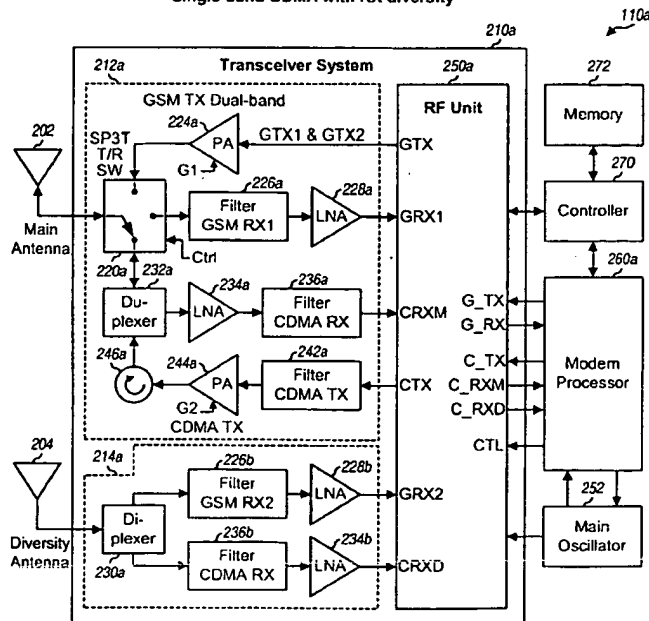 Single-band CDMA with RX diversity
110a
210a
212a
Transceiver System
250a
272
GSM TX Dual-band
RF Unit
Memory
224a
202
SP3T
T/R
SW
PA
GTX1 & GTX2
GTX
G1
226a
228a
270
Filter
GSM RX1
LNA
GRX1
Controller
Main
Antenna
Ctrl
220a
232a
234a
236a
260a
Du-
plexer
LNA
Filter
CDMA RX
CRXM
G_TX
G_RX
246a
244a
242a
C_TX
Modem
Processor
PA
Filter
CDMA TX
CTX
C_RXM
G2
CDMA TX
C_RXD
204
214a
CTL
226b
228b
252
Filter
GSM RX2
LNA
GRX2
Di-
plexer
Main
Oscillator
236b
234b
Diversity
Antenna
230a
Filter
CDMA RX
LNA
CRXD